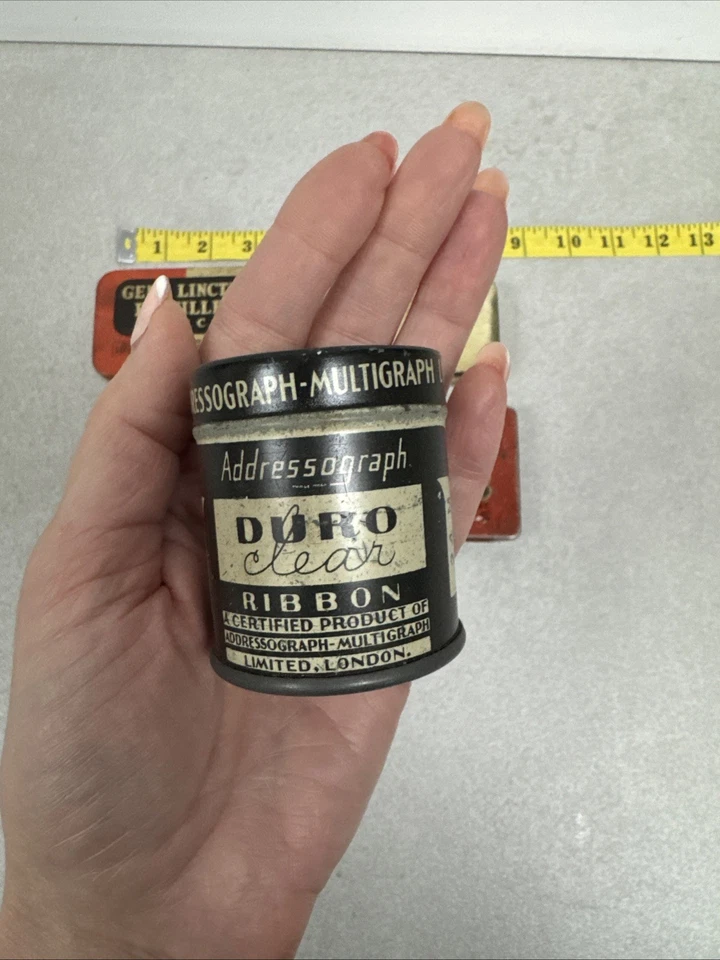 1 2 3 9 10 11 12 13
LINCT
ESSOGRAPH-MULTIGRAPH
Addressograph
DURO
clear
RIBBON
A CERTIFIED PRODUCT OF
ADDRESSOGRAPH-MULTIGRAPH
LIMITED, LONDON.